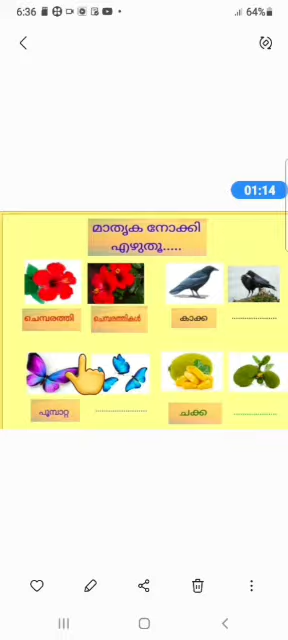 6:36
64%
01:14
മാതൃക നോക്കി
എഴുതൂ.....
ചെമ്പരത്തി ചെമ്പരത്തികൾ കാക്ക ......................
പൂമ്പാറ്റ ...................... ചക്ക ......................